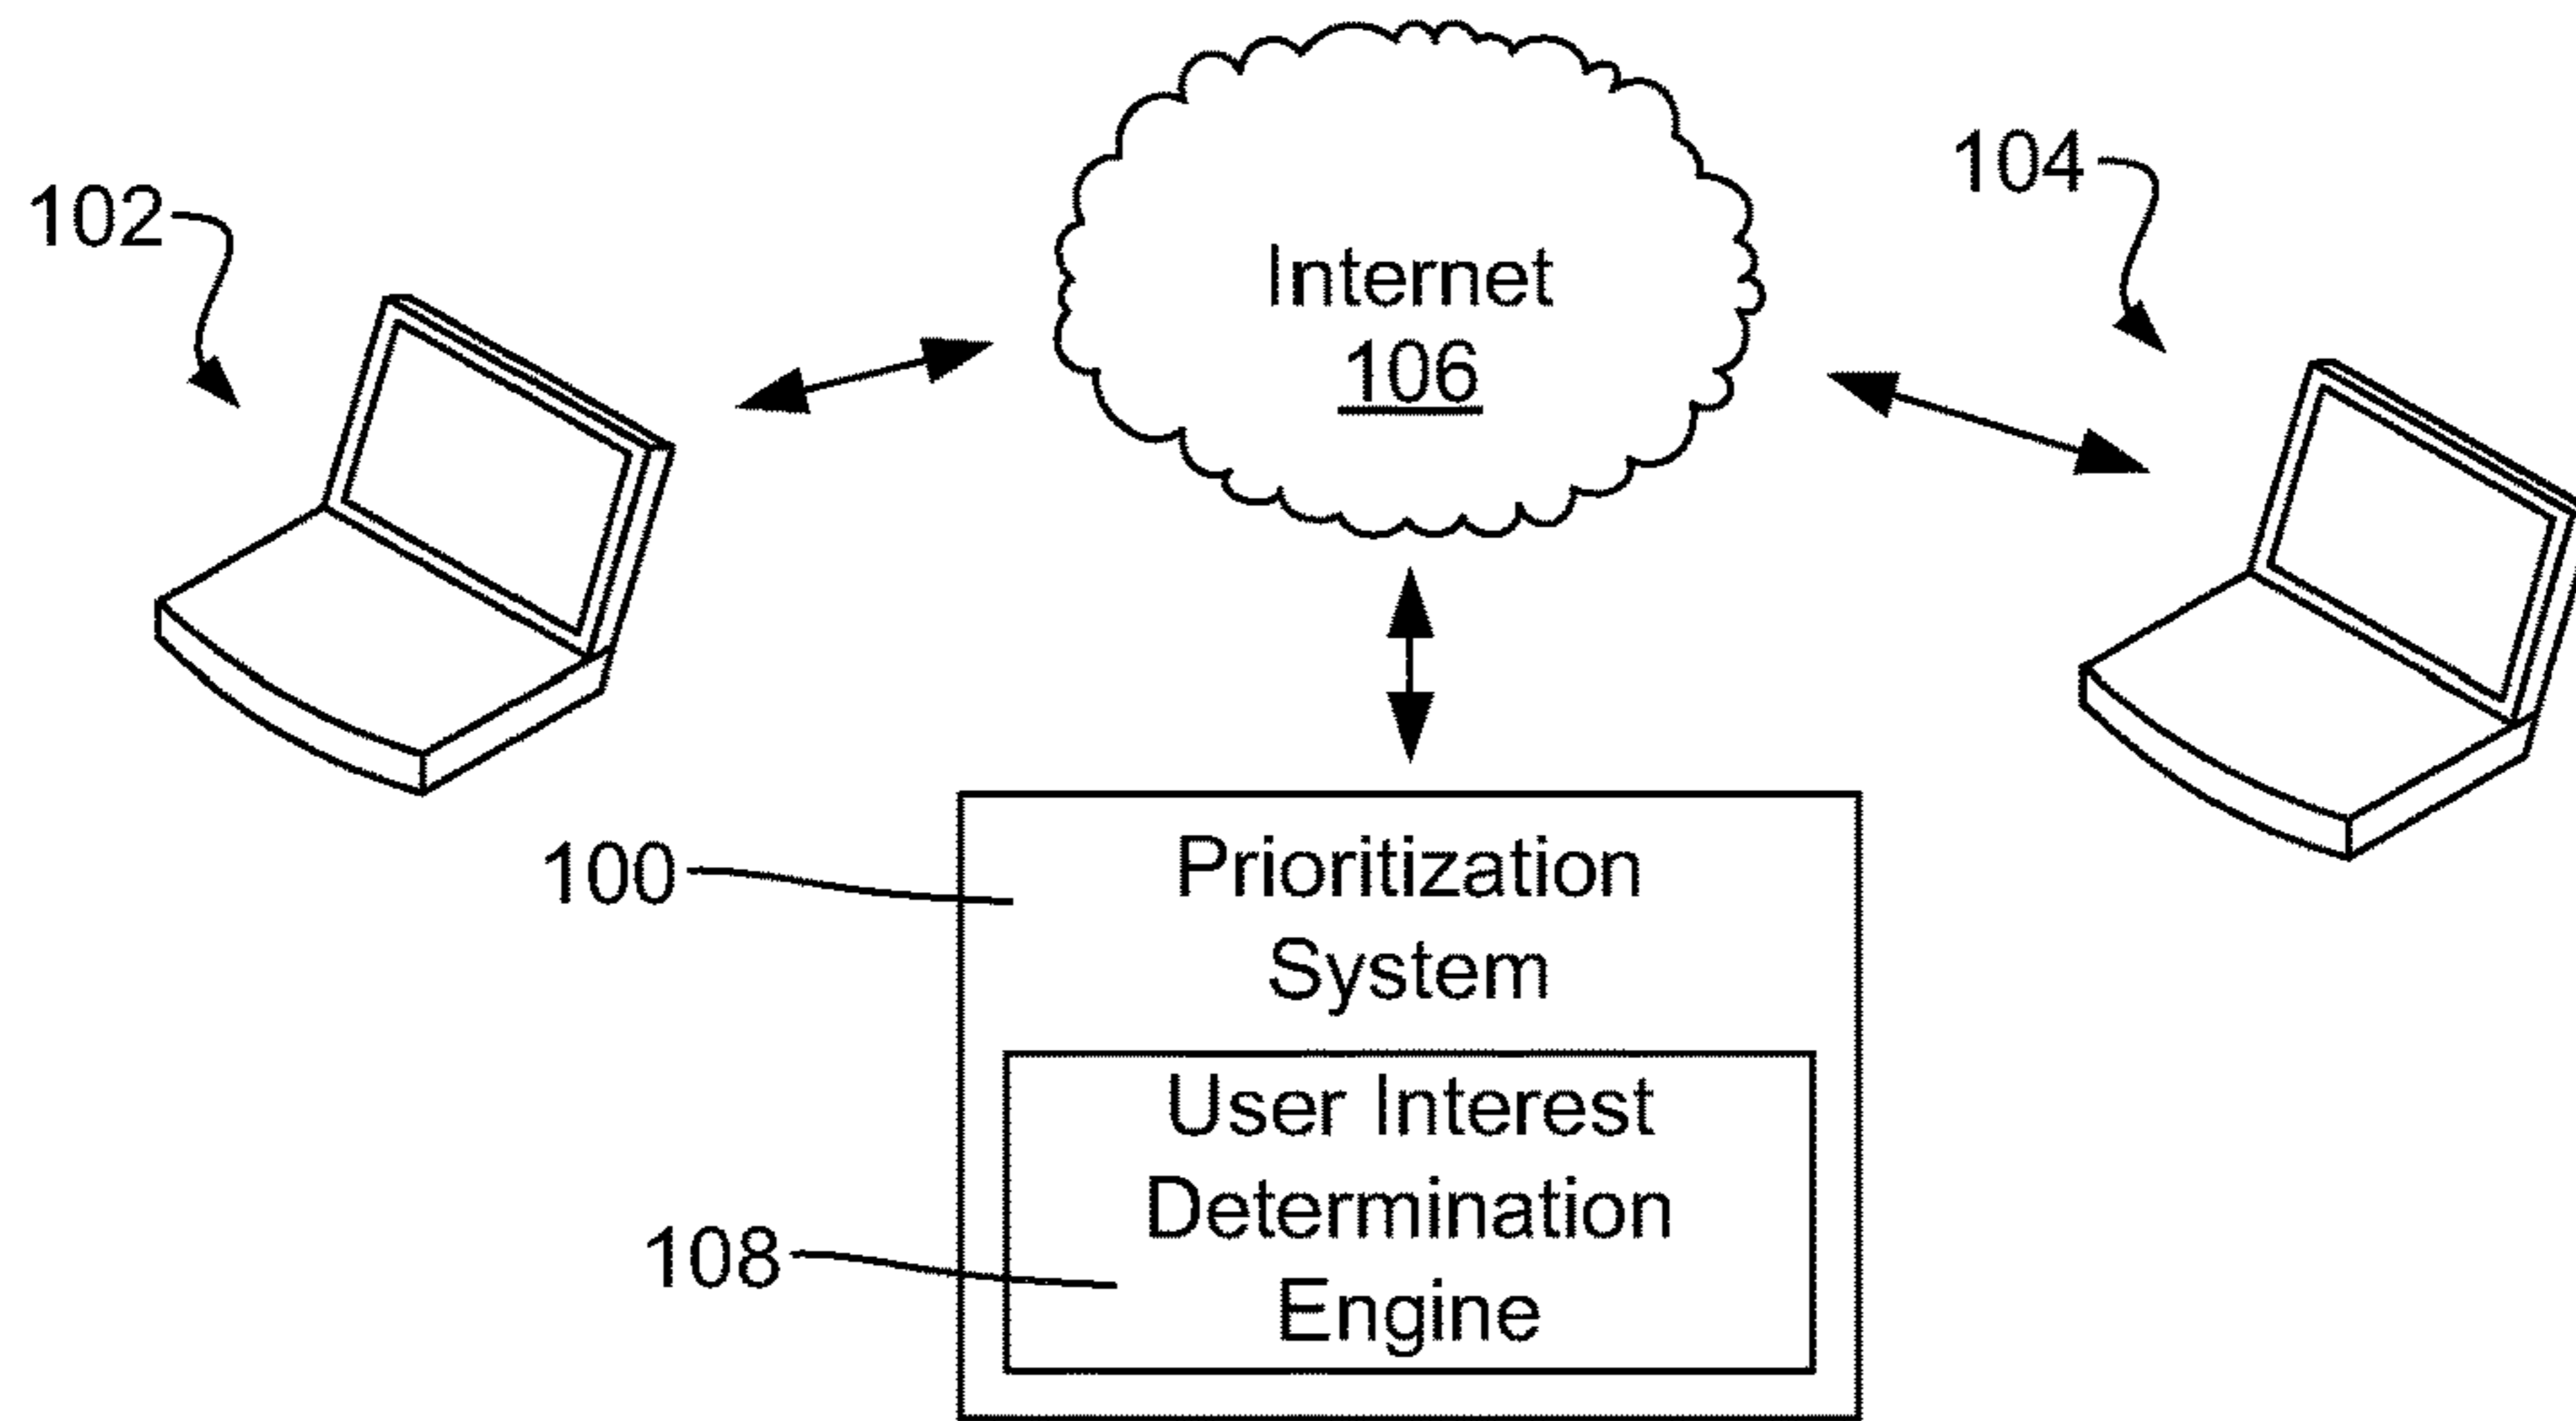 102
104
Internet
106
100
Prioritization
System
User Interest
Determination
108
Engine